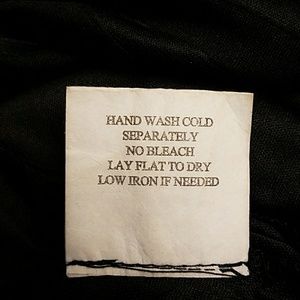 HAND WASH COLD
SEPARATELY
NO BLEACH
LAY FLAT TO DRY
LOW IRON IF NEEDED